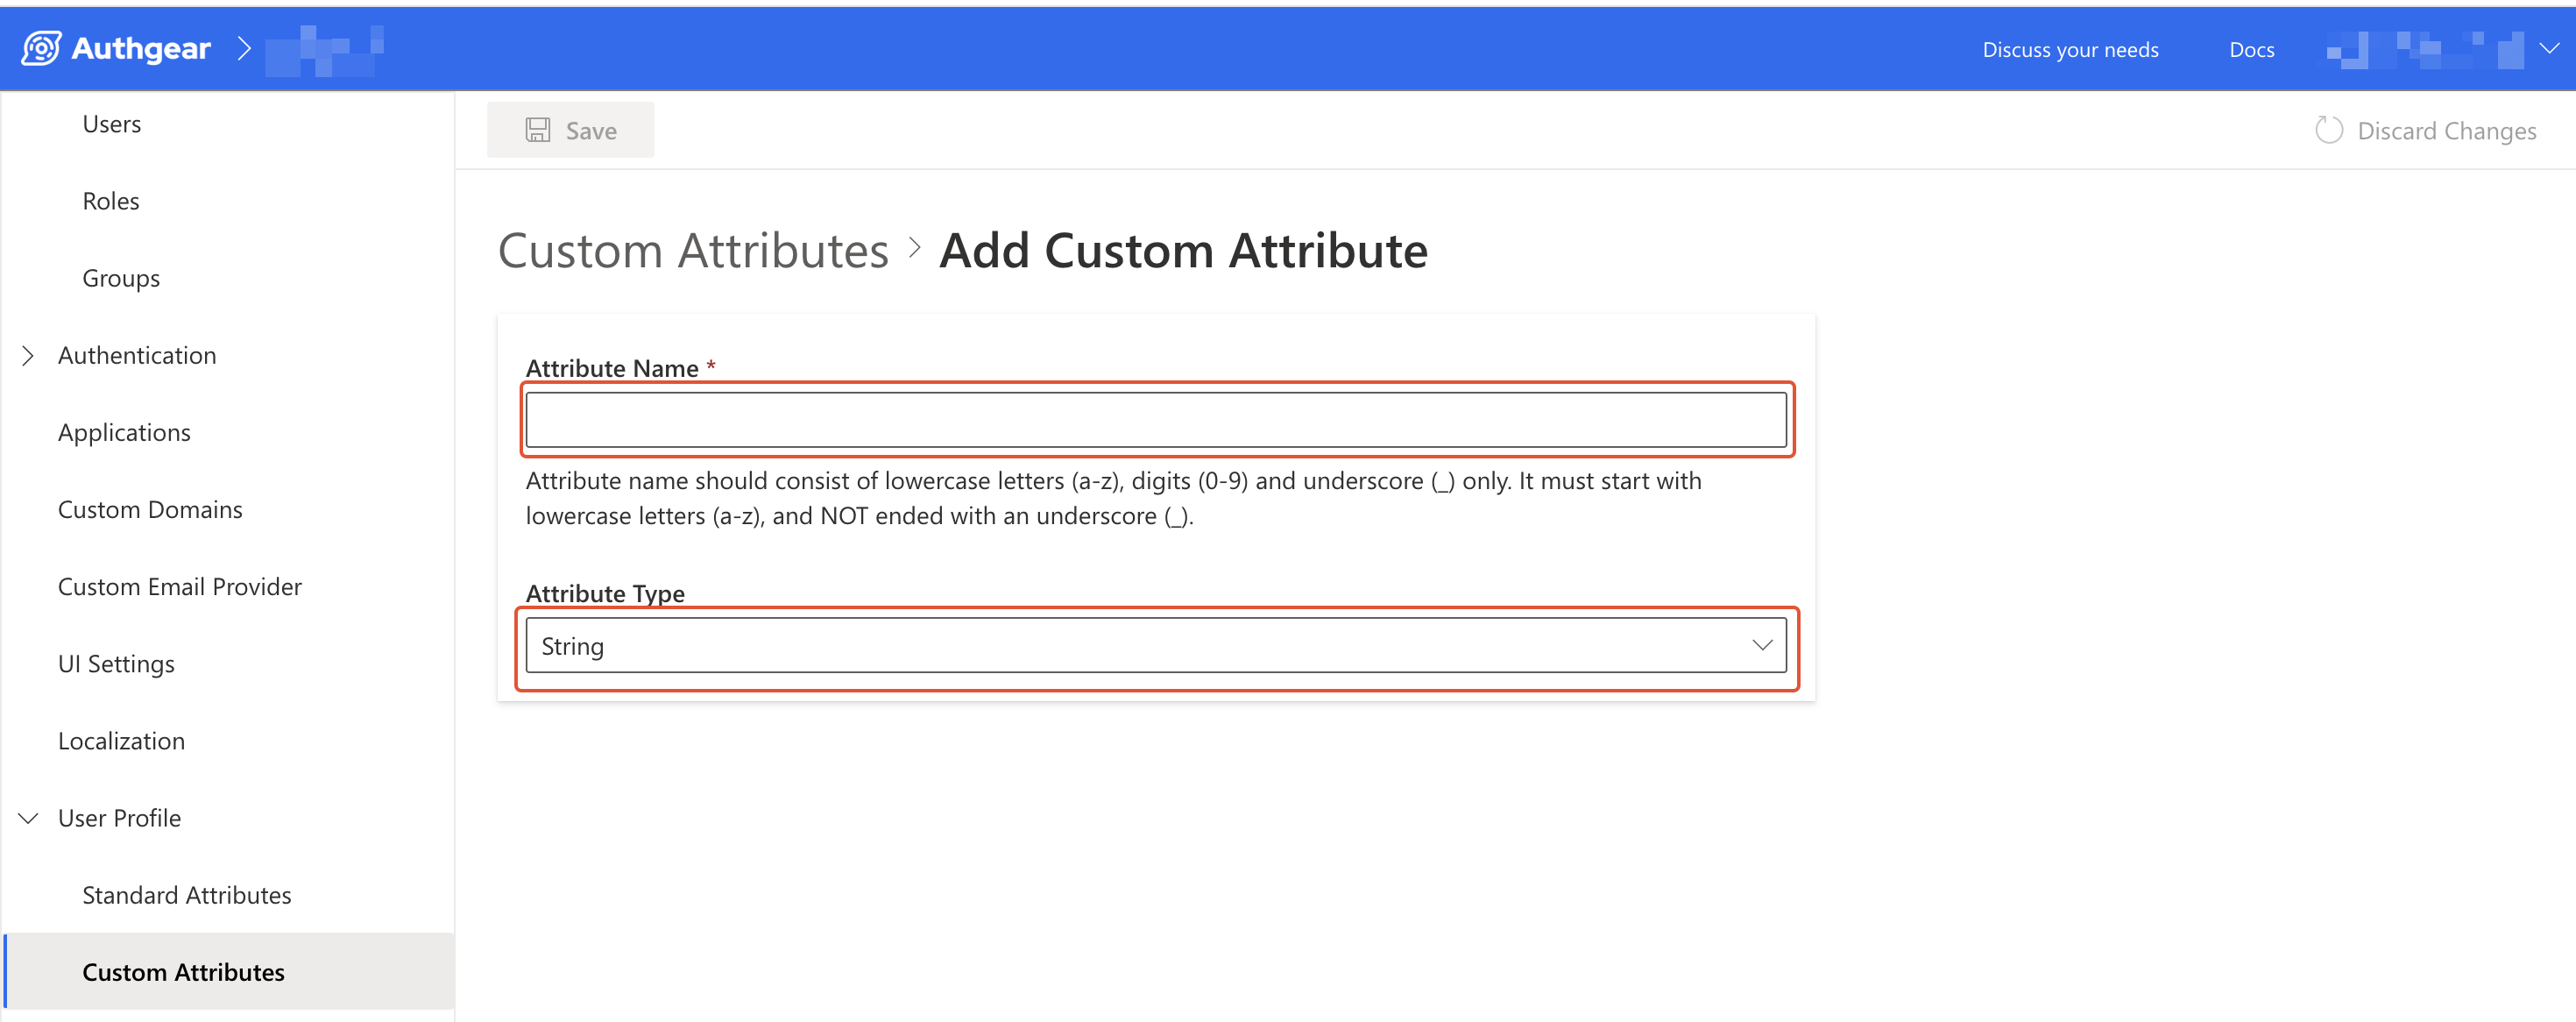 Authgear
Discuss your needs
Docs
Users
Roles
Groups
Authentication
Applications
Custom Domains
Custom Email Provider
UI Settings
Localization
User Profile
Standard Attributes
Custom Attributes
Save
Discard Changes
Custom Attributes > Add Custom Attribute
Attribute Name *
Attribute name should consist of lowercase letters (a-z), digits (0-9) and underscore (_) only. It must start with
lowercase letters (a-z), and NOT ended with an underscore (_).
Attribute Type
String